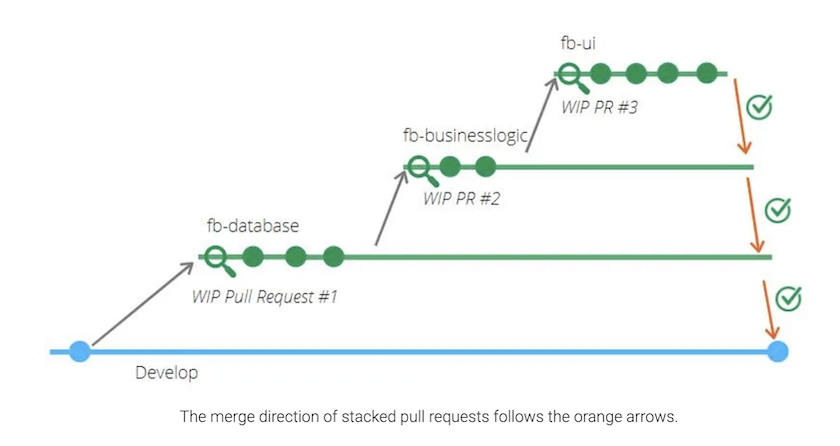 fb-ui
WIP PR #3
fb-businesslogic
WIP PR #2
fb-database
WIP Pull Request #1
Develop
The merge direction of stacked pull requests follows the orange arrows.